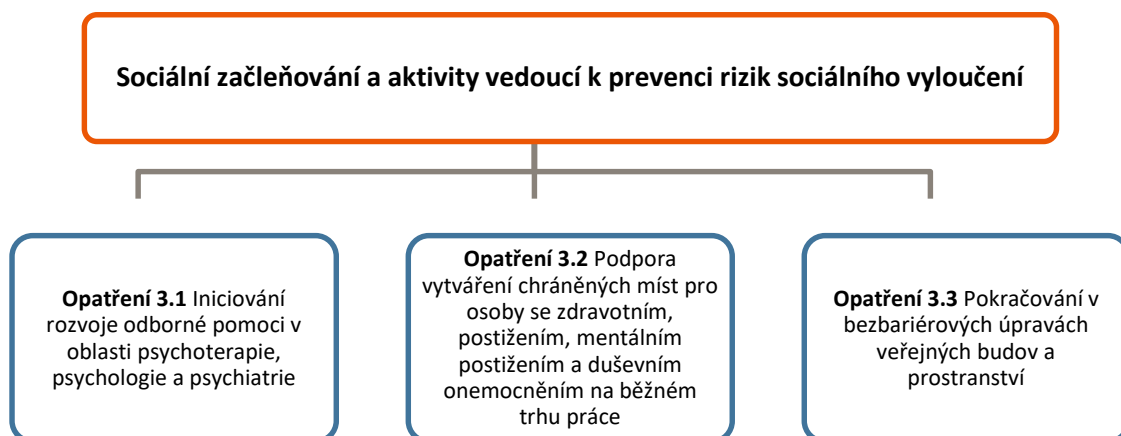 Sociální začleňování a aktivity vedoucí k prevenci rizik sociálního vyloučení
Opatření 3.1 Iniciování
rozvoje odborné pomoci v
oblasti psychoterapie,
psychologie a psychiatrie
Opatření 3.2 Podpora
vytváření chráněných míst pro
osoby se zdravotním,
postižením, mentálním
postižením a duševním
onemocněním na běžném
trhu práce
Opatření 3.3 Pokračování v
bezbariérových úpravách
veřejných budov a
prostranství